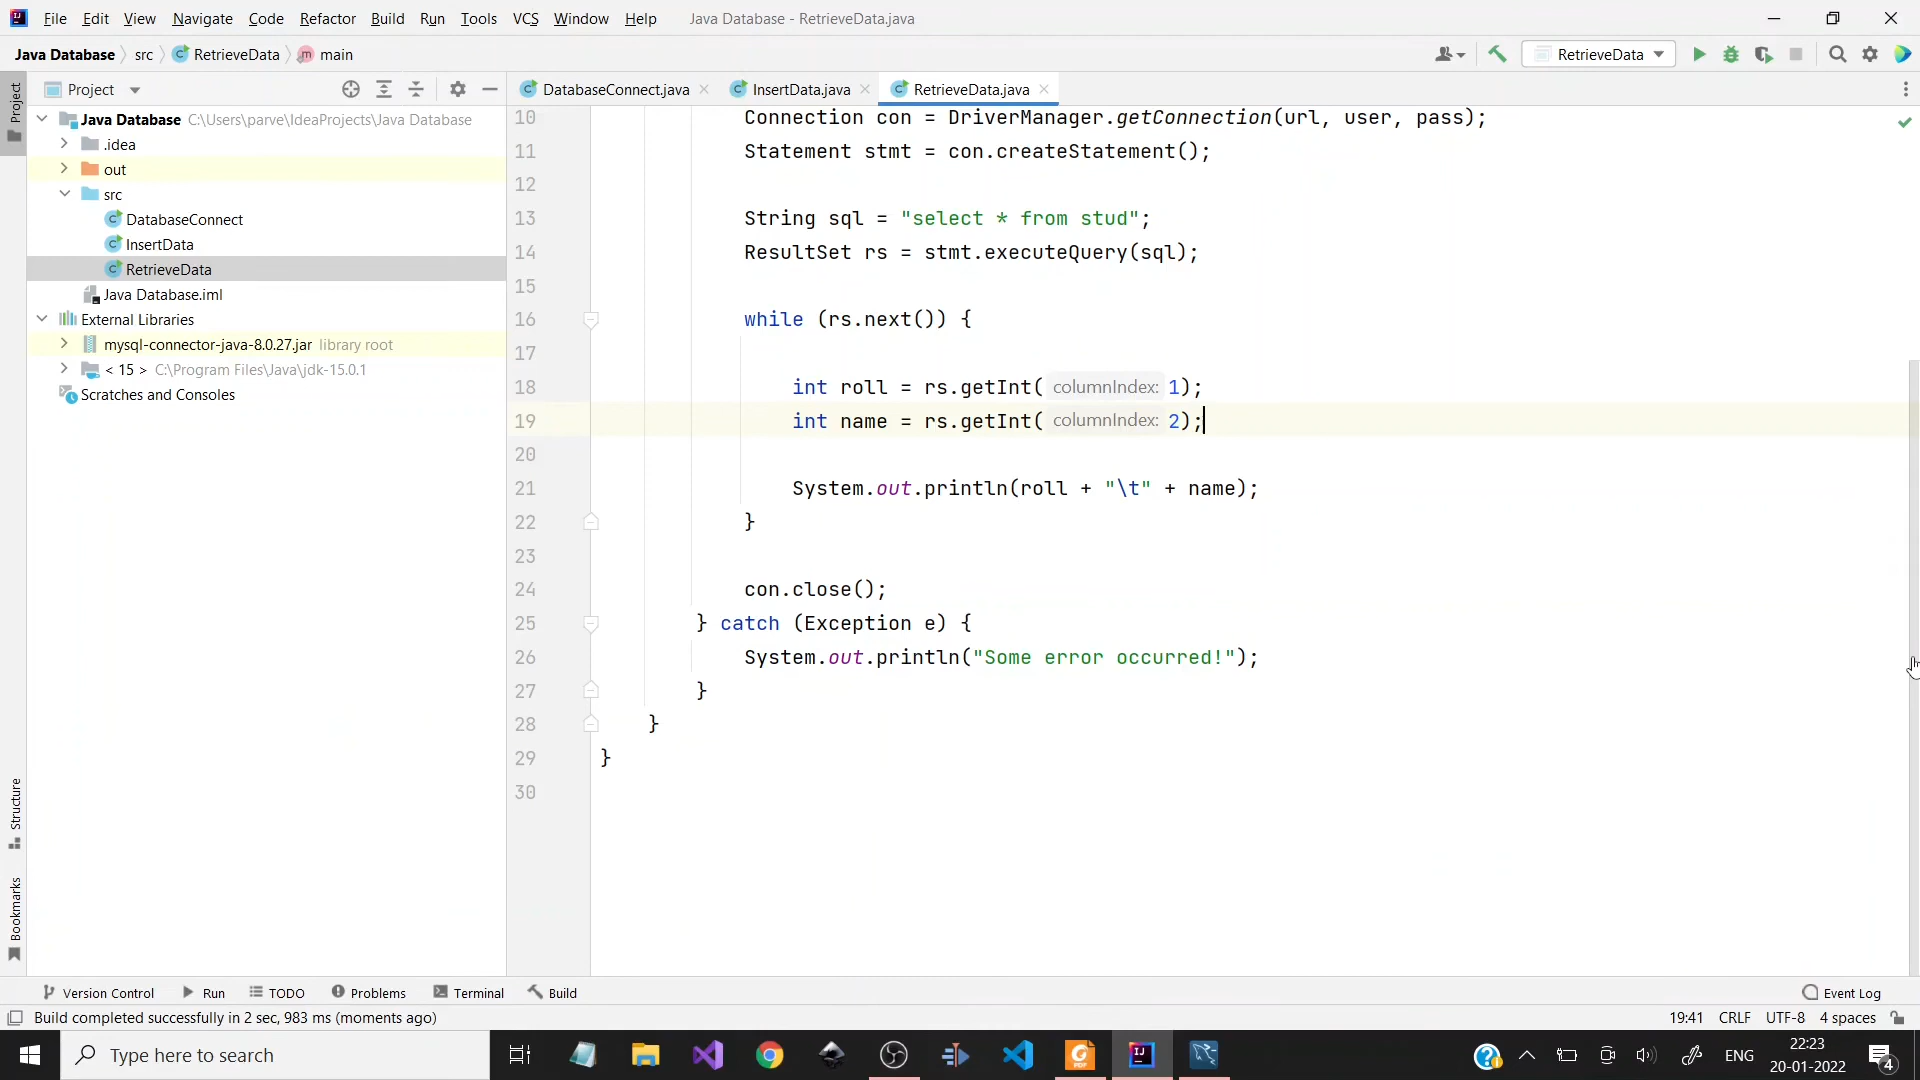 File Edit View Navigate Code Refactor Build Run Tools VCS Window Help Java Database - RetrieveData.java
Java Database src RetrieveData main RetrieveData
Project
DatabaseConnect.java InsertData.java RetrieveData.java
Project
Java Database C:\Users\parve\IdeaProjects\Java Database
.idea
out
src
DatabaseConnect
InsertData
RetrieveData
Java Database.iml
External Libraries
mysql-connector-java-8.0.27.jar library root
< 15 > C:\Program Files\Java\jdk-15.0.1
Scratches and Consoles
Structure
Bookmarks
10 Connection con = DriverManager.getConnection(url, user, pass);
11 Statement stmt = con.createStatement();
12
13 String sql = "select * from stud";
14 ResultSet rs = stmt.executeQuery(sql);
15
16 while (rs.next()) {
17
18 int roll = rs.getInt( columnIndex: 1);
19 int name = rs.getInt( columnIndex: 2);
20
21 System.out.println(roll + "\t" + name);
22 }
23
24 con.close();
25 } catch (Exception e) {
26 System.out.println("Some error occurred!");
27 }
28 }
29 }
30
Version Control Run TODO Problems Terminal Build Event Log
Build completed successfully in 2 sec, 983 ms (moments ago) 19:41 CRLF UTF-8 4 spaces
Type here to search ENG 22:23
20-01-2022 4